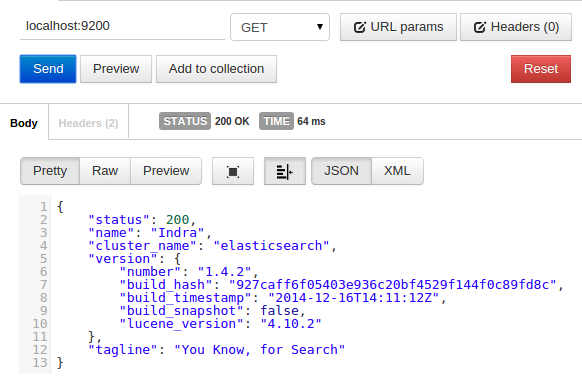 localhost:9200 GET URL params Headers (0)
Send Preview Add to collection Reset
Body Headers (2) STATUS 200 OK TIME 64 ms
Pretty Raw Preview JSON XML
1 {
2 "status": 200,
3 "name": "Indra",
4 "cluster_name": "elasticsearch",
5 "version": {
6 "number": "1.4.2",
7 "build_hash": "927caff6f05403e936c20bf4529f144f0c89fd8c",
8 "build_timestamp": "2014-12-16T14:11:12Z",
9 "build_snapshot": false,
10 "lucene_version": "4.10.2"
11 },
12 "tagline": "You Know, for Search"
13 }